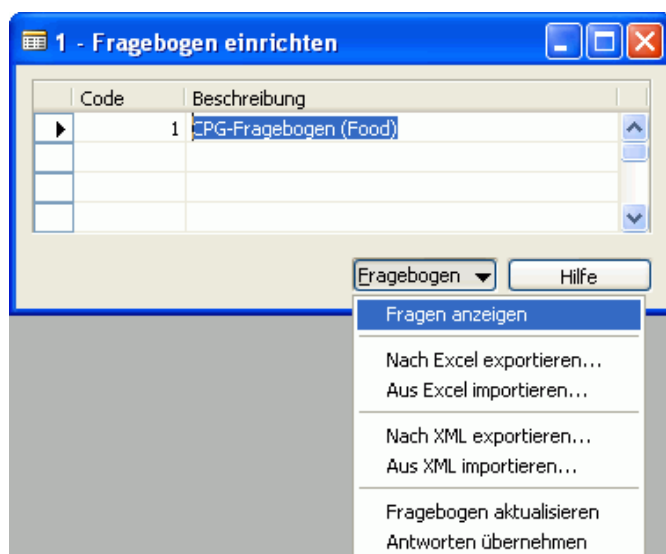 1 - Fragebogen einrichten
Code Beschreibung
1 CPG-Fragebogen (Food)
Fragebogen Hilfe
Fragen anzeigen
Nach Excel exportieren...
Aus Excel importieren...
Nach XML exportieren...
Aus XML importieren...
Fragebogen aktualisieren
Antworten übernehmen